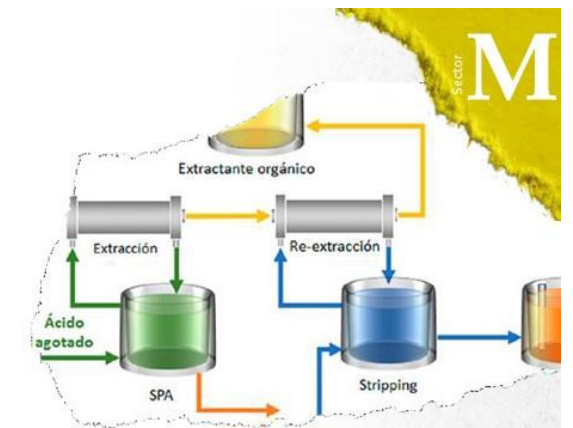 Sector
M
Extractante orgánico
Extracción
Re-extracción
Ácido
agotado
SPA
Stripping